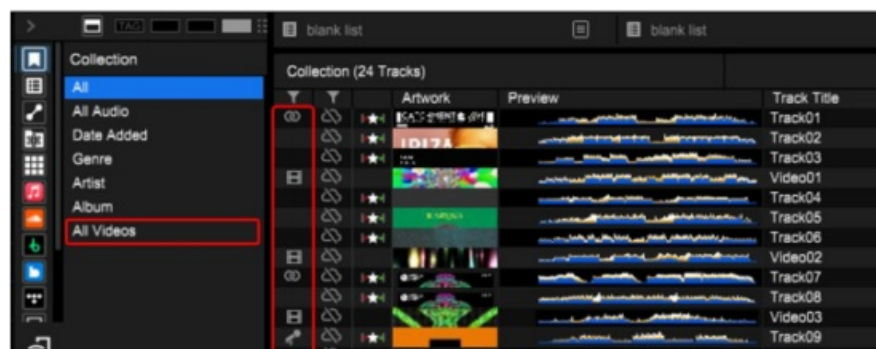 TAG
blank list
blank list
Collection
Collection (24 Tracks)
All
All Audio
Date Added
Genre
Artist
Album
All Videos
Artwork Preview Track Title
Track01
Track02
Track03
Video01
Track04
Track05
Track06
Video02
Track07
Track08
Video03
Track09